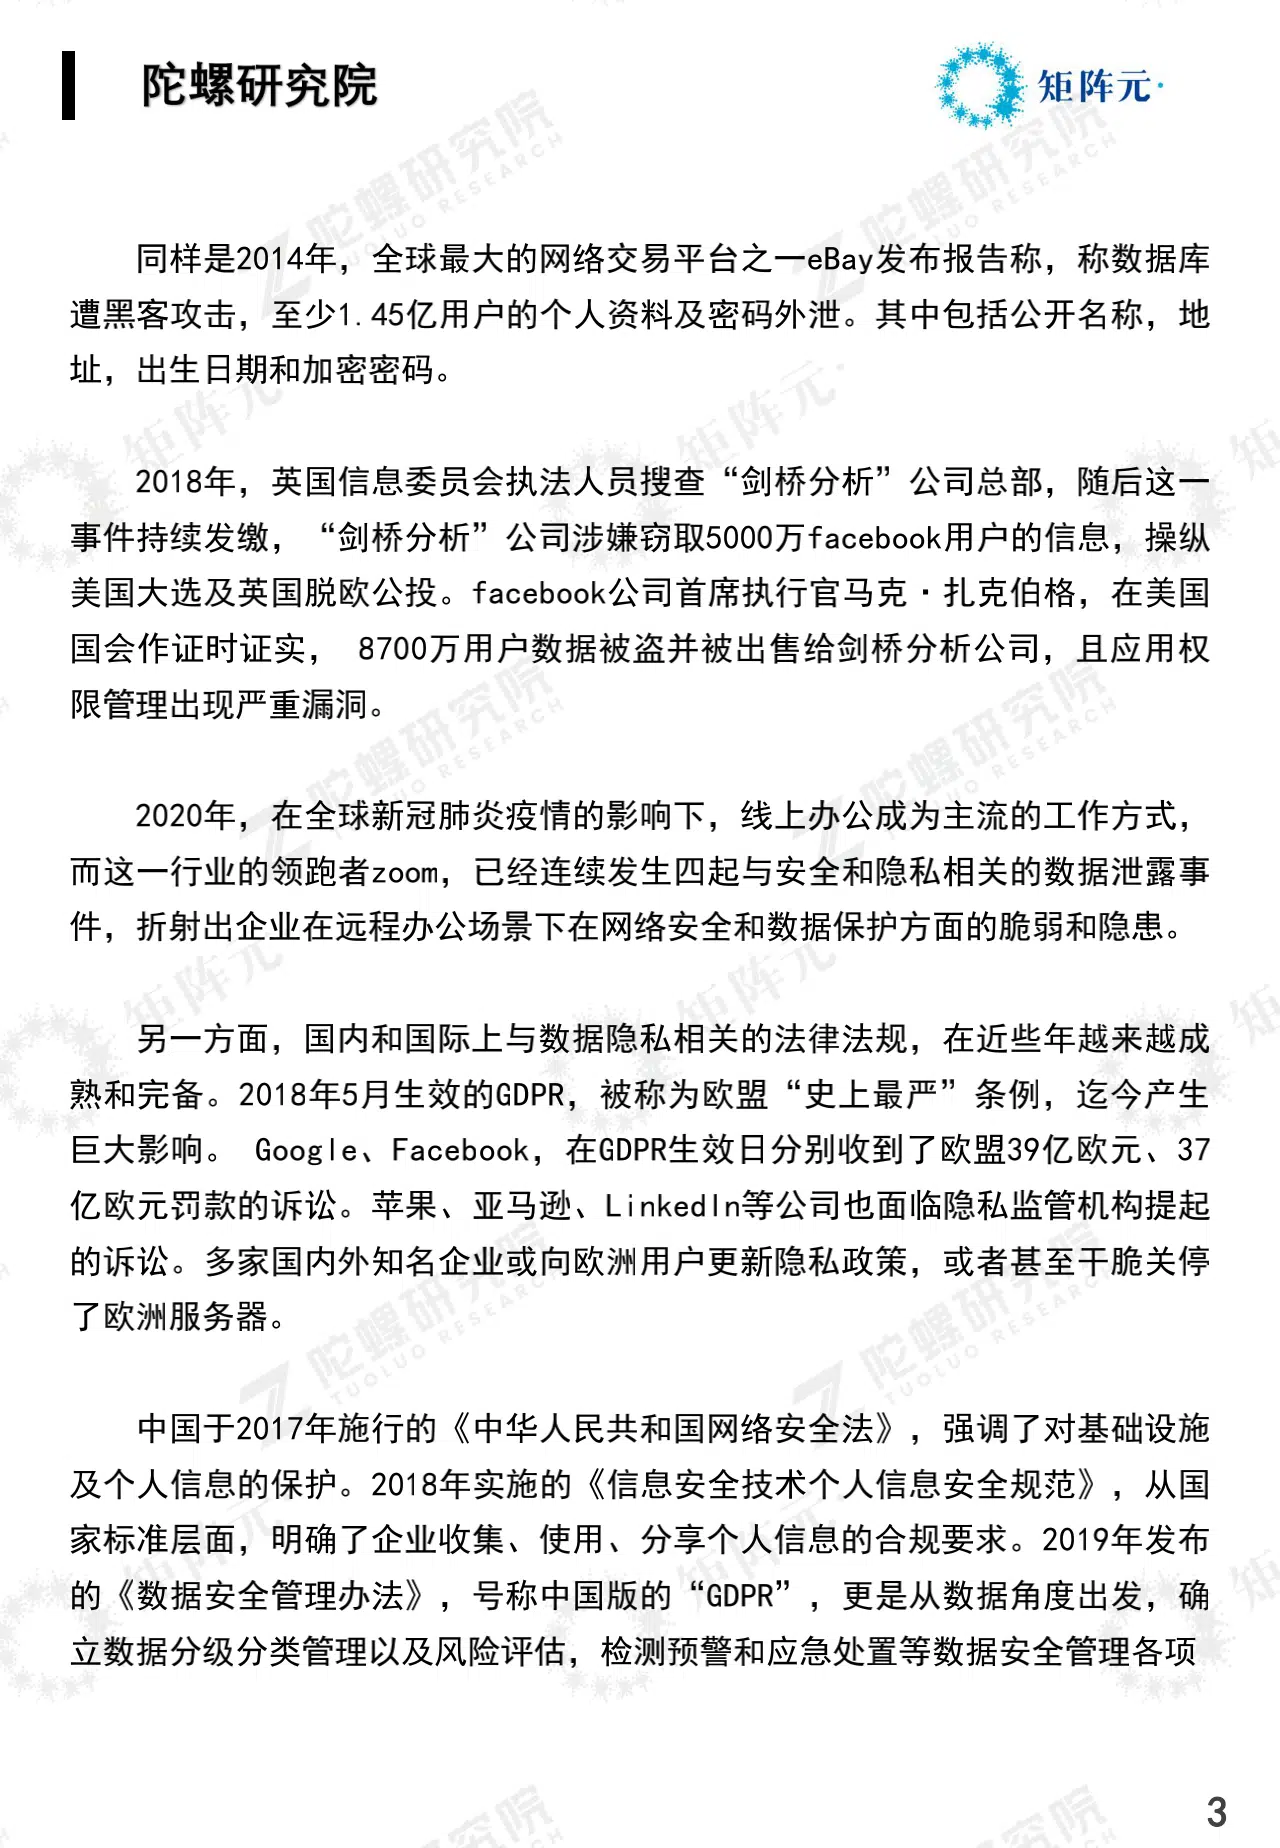 陀螺研究院
矩阵元
同样是2014年，全球最大的网络交易平台之一eBay发布报告称，称数据库
遭黑客攻击，至少1.45亿用户的个人资料及密码外泄。其中包括公开名称，地
址，出生日期和加密密码。
2018年，英国信息委员会执法人员搜查“剑桥分析”公司总部，随后这一
事件持续发缴，“剑桥分析”公司涉嫌窃取5000万facebook用户的信息，操纵
美国大选及英国脱欧公投。facebook公司首席执行官马克·扎克伯格，在美国
国会作证时证实， 8700万用户数据被盗并被出售给剑桥分析公司，且应用权
限管理出现严重漏洞。
2020年，在全球新冠肺炎疫情的影响下，线上办公成为主流的工作方式，
而这一行业的领跑者zoom，已经连续发生四起与安全和隐私相关的数据泄露事
件，折射出企业在远程办公场景下在网络安全和数据保护方面的脆弱和隐患。
另一方面，国内和国际上与数据隐私相关的法律法规，在近些年越来越成
熟和完备。2018年5月生效的GDPR，被称为欧盟“史上最严”条例，迄今产生
巨大影响。 Google、Facebook，在GDPR生效日分别收到了欧盟39亿欧元、37
亿欧元罚款的诉讼。苹果、亚马逊、LinkedIn等公司也面临隐私监管机构提起
的诉讼。多家国内外知名企业或向欧洲用户更新隐私政策，或者甚至干脆关停
了欧洲服务器。
中国于2017年施行的《中华人民共和国网络安全法》，强调了对基础设施
及个人信息的保护。2018年实施的《信息安全技术个人信息安全规范》，从国
家标准层面，明确了企业收集、使用、分享个人信息的合规要求。2019年发布
的《数据安全管理办法》，号称中国版的“GDPR”，更是从数据角度出发，确
立数据分级分类管理以及风险评估，检测预警和应急处置等数据安全管理各项
3